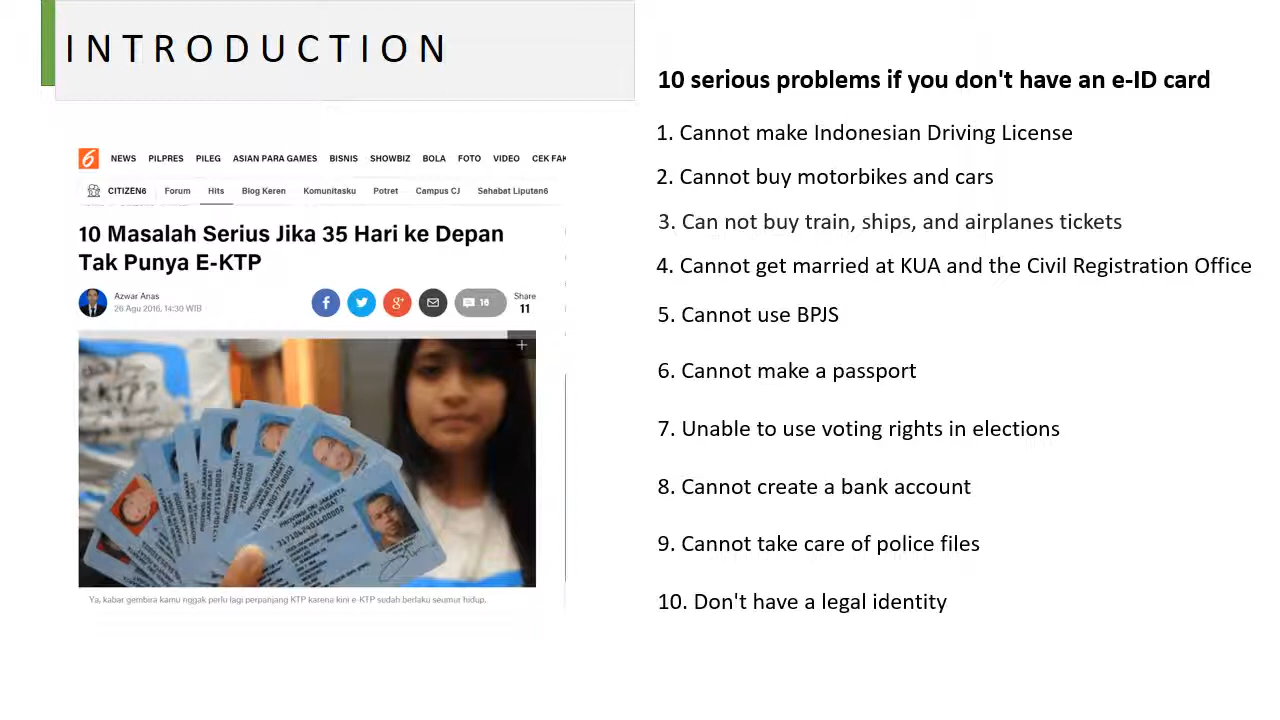 INTRODUCTION
6 NEWS PILPRES PILEG ASIAN PARA GAMES BISNIS SHOWBIZ BOLA FOTO VIDEO CEK FAK
CITIZEN6 Forum Hits Blog Keren Komunitasku Potret Campus CJ Sahabat Liputan6
10 Masalah Serius Jika 35 Hari ke Depan
Tak Punya E-KTP
Azwar Anas
26 Agu 2016, 14:30 WIB
16
Share
11
PROVINSI DKI JAKARTA
JAKARTA PUSAT
Ya, kabar gembira kamu nggak perlu lagi perpanjang KTP karena kini e-KTP sudah berlaku seumur hidup.
10 serious problems if you don't have an e-ID card
1. Cannot make Indonesian Driving License
2. Cannot buy motorbikes and cars
3. Can not buy train, ships, and airplanes tickets
4. Cannot get married at KUA and the Civil Registration Office
5. Cannot use BPJS
6. Cannot make a passport
7. Unable to use voting rights in elections
8. Cannot create a bank account
9. Cannot take care of police files
10. Don't have a legal identity